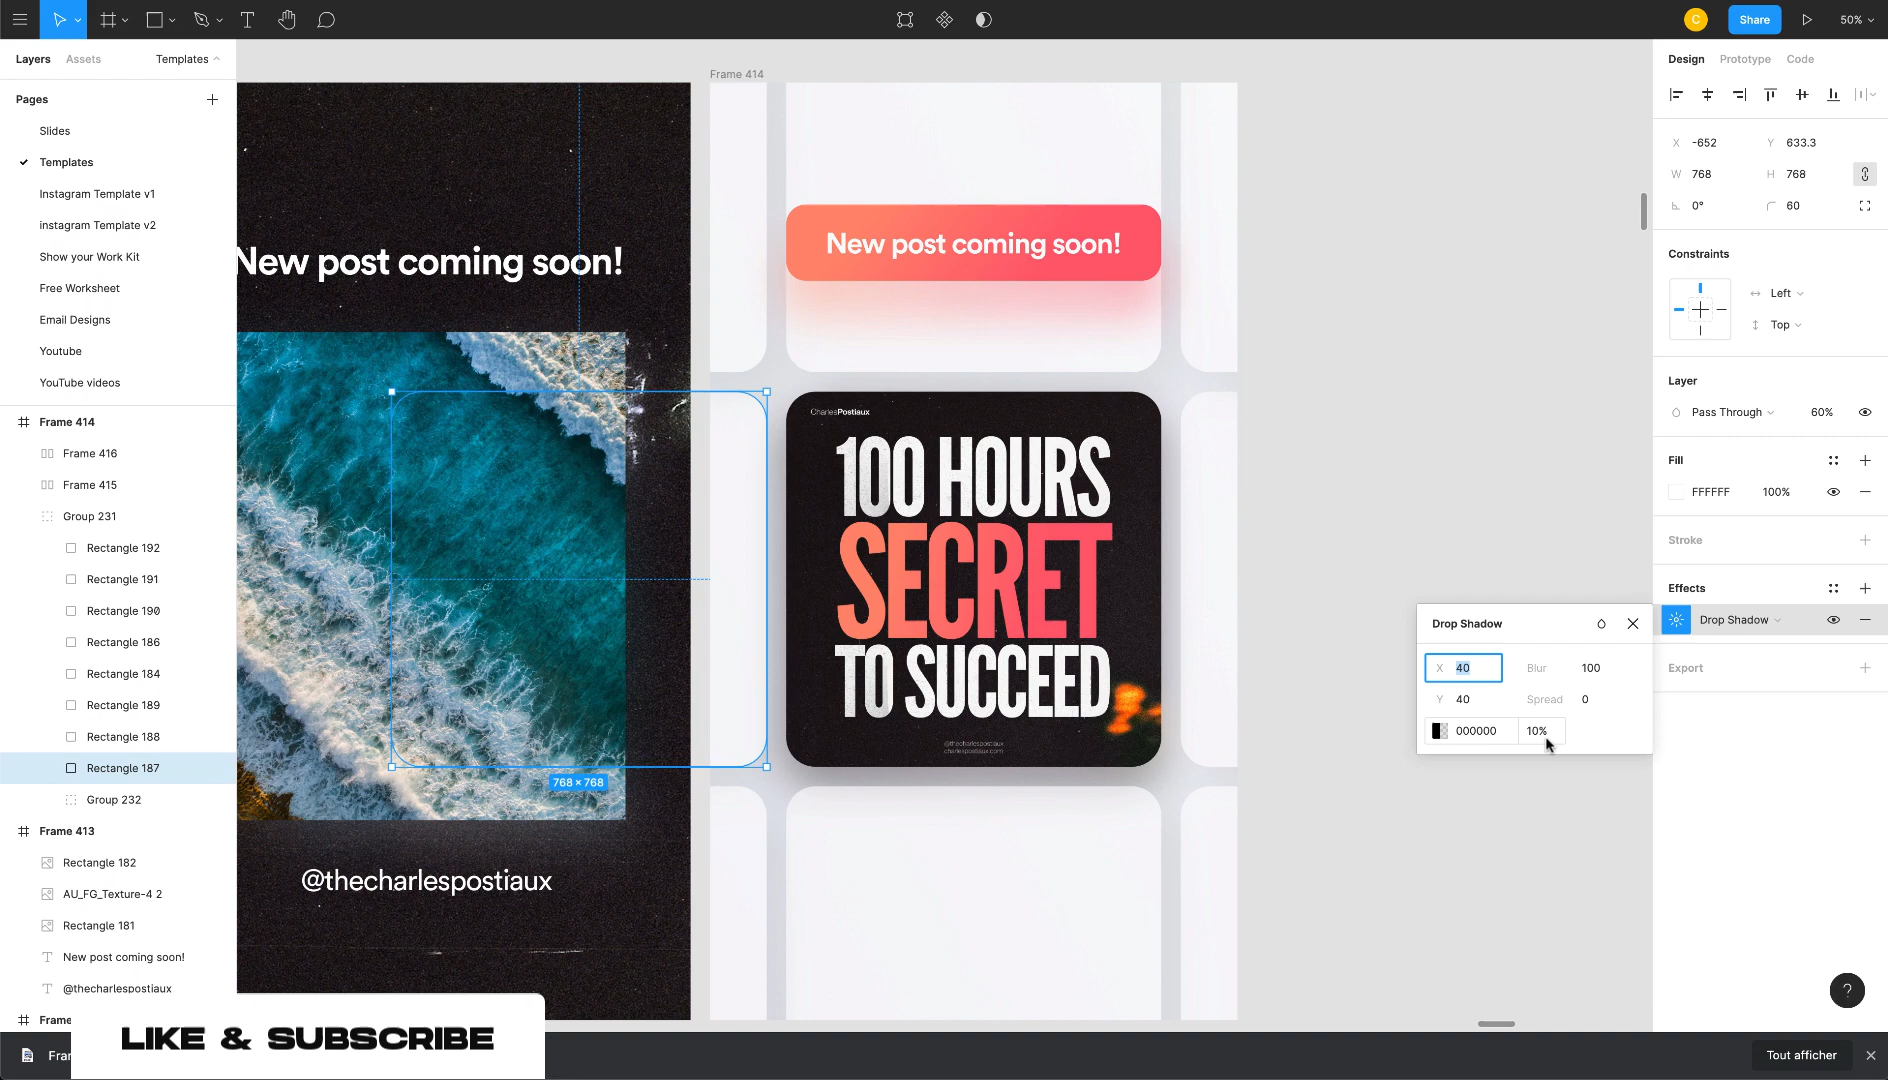 C
Share
50%
Layers
Assets
Templates
Pages
Slides
Templates
Instagram Template v1
instagram Template v2
Show your Work Kit
Free Worksheet
Email Designs
Youtube
YouTube videos
Frame 414
Frame 416
Frame 415
Group 231
Rectangle 192
Rectangle 191
Rectangle 190
Rectangle 186
Rectangle 184
Rectangle 189
Rectangle 188
Rectangle 187
Group 232
Frame 413
Rectangle 182
AU_FG_Texture-4 2
Rectangle 181
T New post coming soon!
T @thecharlespostiaux
Frame
Fran
LIKE & SUBSCRIBE
New post coming soon!
768 × 768
@thecharlespostiaux
Frame 414
New post coming soon!
CharlesPostiaux
100 HOURS
SECRET
TO SUCCEED
@thecharlespostiaux
charlespostiaux.com
Drop Shadow
X 40 Blur 100
Y 40 Spread 0
000000 10%
Design Prototype Code
X -652 Y 633.3
W 768 H 768
0° 60
Constraints
Left
Top
Layer
Pass Through 60%
Fill
FFFFFF 100%
Stroke
Effects
Drop Shadow
Export
?
Tout afficher